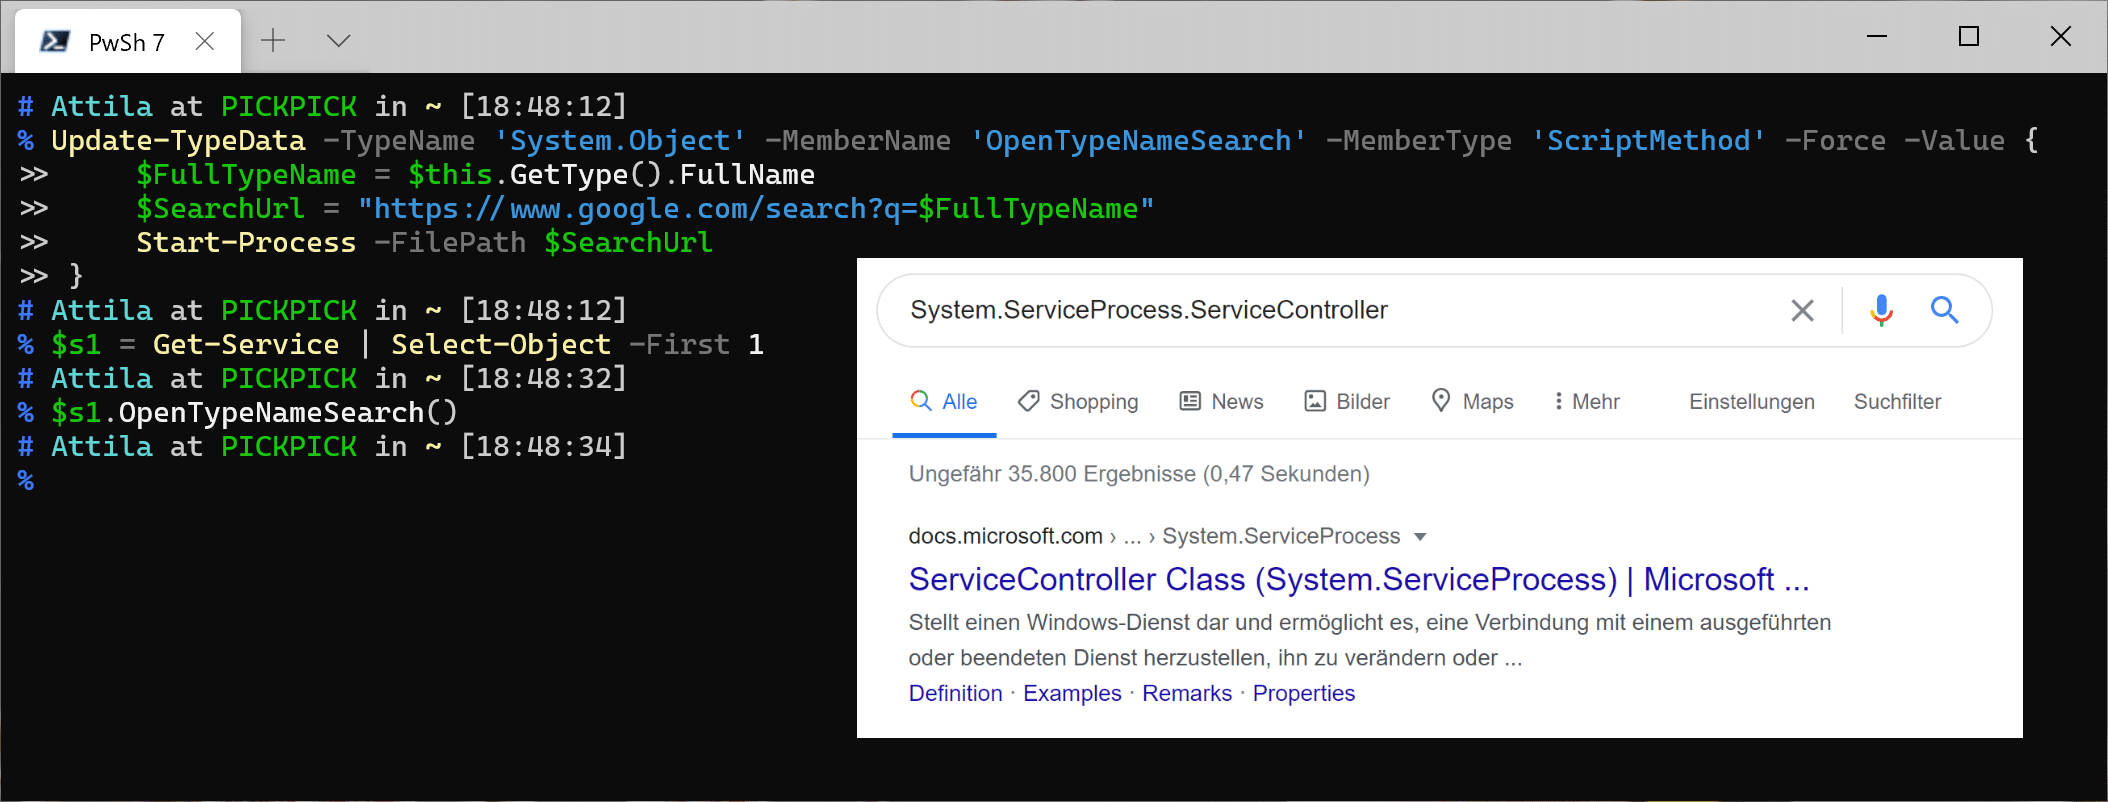 PwSh 7
# Attila at PICKPICK in ~ [18:48:12]
% Update-TypeData -TypeName 'System.Object' -MemberName 'OpenTypeNameSearch' -MemberType 'ScriptMethod' -Force -Value {
>>     $FullTypeName = $this.GetType().FullName
>>     $SearchUrl = "https://www.google.com/search?q=$FullTypeName"
>>     Start-Process -FilePath $SearchUrl
>> }
# Attila at PICKPICK in ~ [18:48:12]
% $s1 = Get-Service | Select-Object -First 1
# Attila at PICKPICK in ~ [18:48:32]
% $s1.OpenTypeNameSearch()
# Attila at PICKPICK in ~ [18:48:34]
%
System.ServiceProcess.ServiceController
Alle Shopping News Bilder Maps Mehr Einstellungen Suchfilter
Ungefähr 35.800 Ergebnisse (0,47 Sekunden)
docs.microsoft.com › ... › System.ServiceProcess
ServiceController Class (System.ServiceProcess) | Microsoft ...
Stellt einen Windows-Dienst dar und ermöglicht es, eine Verbindung mit einem ausgeführten
oder beendeten Dienst herzustellen, ihn zu verändern oder ...
Definition · Examples · Remarks · Properties